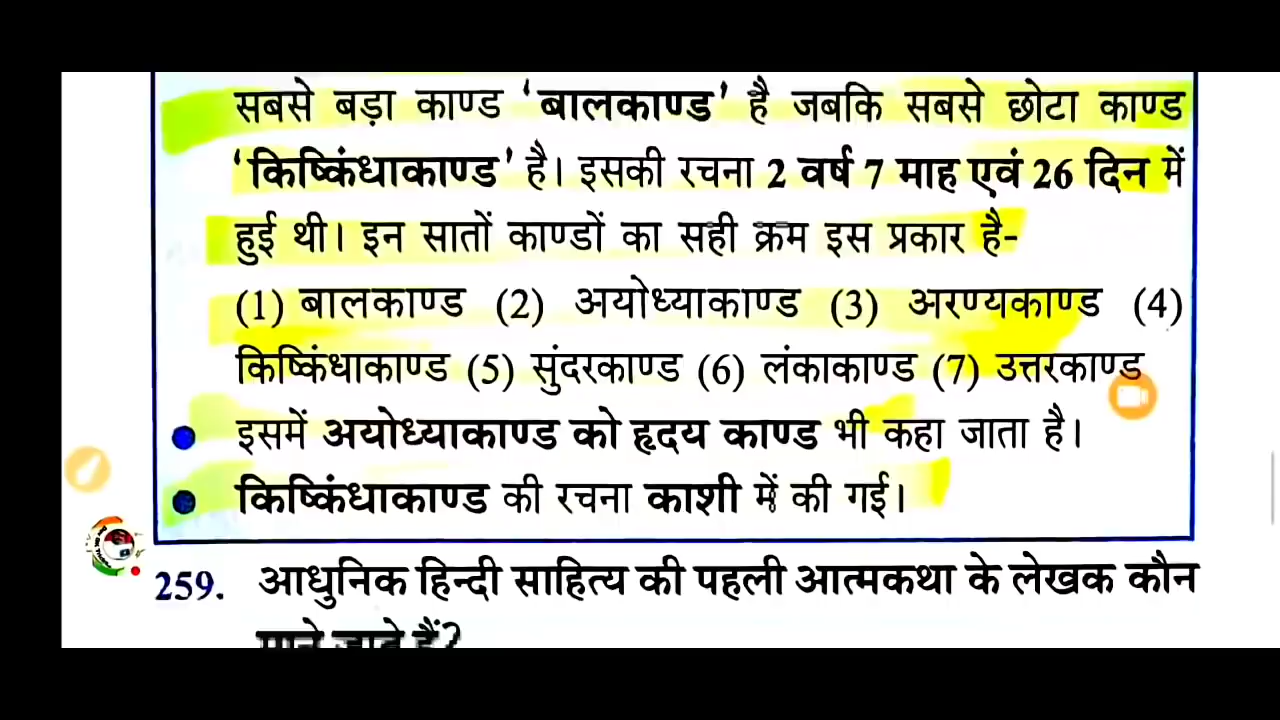 सबसे बड़ा काण्ड 'बालकाण्ड' है जबकि सबसे छोटा काण्ड
'किष्किंधाकाण्ड' है। इसकी रचना 2 वर्ष 7 माह एवं 26 दिन में
हुई थी। इन सातों काण्डों का सही क्रम इस प्रकार है-
(1) बालकाण्ड (2) अयोध्याकाण्ड (3) अरण्यकाण्ड (4)
किष्किंधाकाण्ड (5) सुंदरकाण्ड (6) लंकाकाण्ड (7) उत्तरकाण्ड
इसमें अयोध्याकाण्ड को हृदय काण्ड भी कहा जाता है।
किष्किंधाकाण्ड की रचना काशी में की गई।
259. आधुनिक हिन्दी साहित्य की पहली आत्मकथा के लेखक कौन
माने जाते हैं?